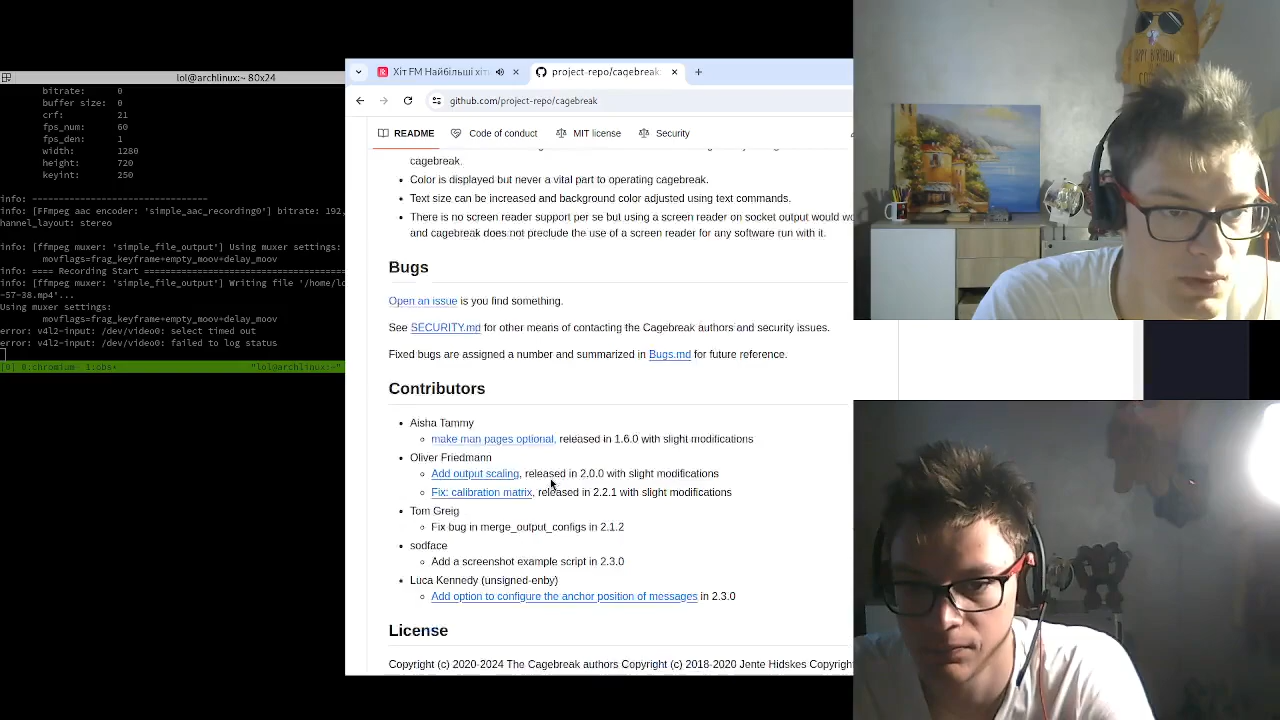 lol@archlinux:~ 80x24
bitrate: 0
buffer size: 0
crf: 21
fps_num: 60
fps_den: 1
width: 1280
height: 720
keyint: 250
info: ---------------------------------
info: [FFmpeg aac encoder: 'simple_aac_recording0'] bitrate: 192,
hannel_layout: stereo
info: [ffmpeg muxer: 'simple_file_output'] Using muxer settings:
movflags=frag_keyframe+empty_moov+delay_moov
info: ==== Recording Start
info: [ffmpeg muxer: 'simple_file_output'] Writing file '/home/lo
-57-38.mp4'...
Using muxer settings:
movflags=frag_keyframe+empty_moov+delay_moov
error: v4l2-input: /dev/video0: select timed out
error: v4l2-input: /dev/video0: failed to log status
[0] 0:chromium 1:obs* "lol@archlinux:~"
Хіт FM Найбільші хіти
project-repo/cagebreak:
github.com/project-repo/cagebreak
README
Code of conduct
MIT license
Security
cagebreak.
Color is displayed but never a vital part to operating cagebreak.
Text size can be increased and background color adjusted using text commands.
There is no screen reader support per se but using a screen reader on socket output would wo
and cagebreak does not preclude the use of a screen reader for any software run with it.
Bugs
Open an issue is you find something.
See SECURITY.md for other means of contacting the Cagebreak authors and security issues.
Fixed bugs are assigned a number and summarized in Bugs.md for future reference.
Contributors
Aisha Tammy
make man pages optional, released in 1.6.0 with slight modifications
Oliver Friedmann
Add output scaling, released in 2.0.0 with slight modifications
Fix: calibration matrix, released in 2.2.1 with slight modifications
Tom Greig
Fix bug in merge_output_configs in 2.1.2
sodface
Add a screenshot example script in 2.3.0
Luca Kennedy (unsigned-enby)
Add option to configure the anchor position of messages in 2.3.0
License
Copyright (c) 2020-2024 The Cagebreak authors Copyright (c) 2018-2020 Jente Hidskes Copyright